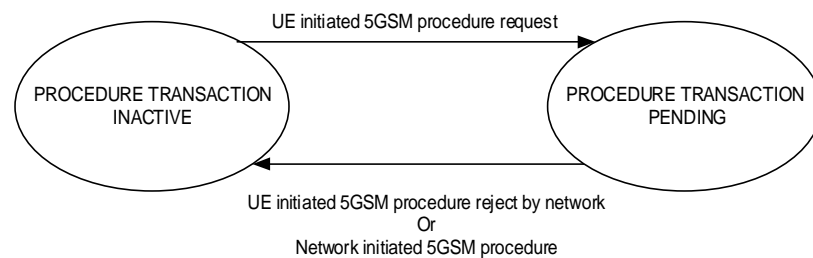 UE initiated 5GSM procedure request
PROCEDURE TRANSACTION
INACTIVE
PROCEDURE TRANSACTION
PENDING
UE initiated 5GSM procedure reject by network
Or
Network initiated 5GSM procedure